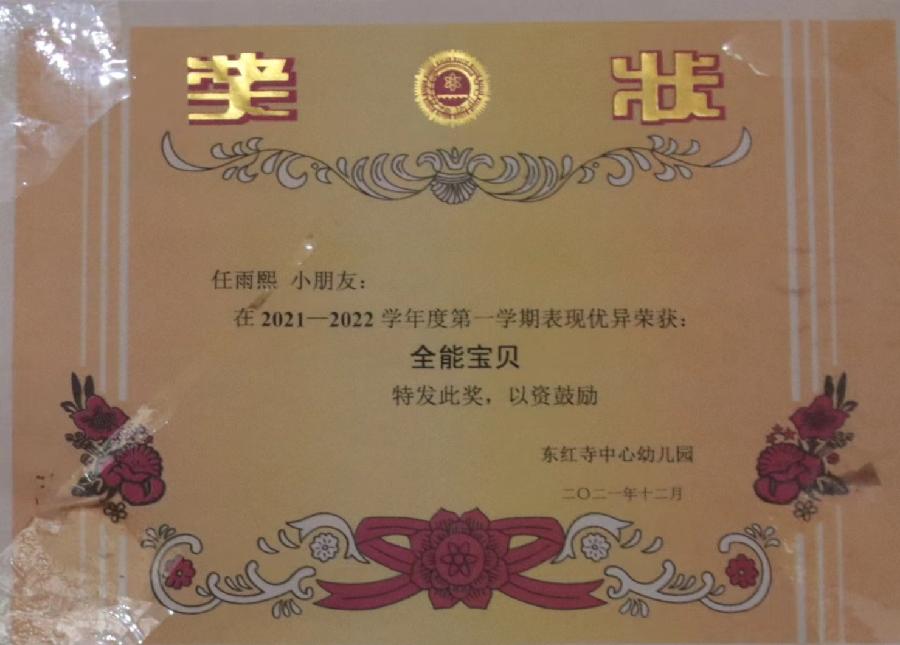 奖状
任雨熙 小朋友：
在 2021—2022 学年度第一学期表现优异荣获：
全能宝贝
特发此奖，以资鼓励
东红寺中心幼儿园
二〇二一年十二月